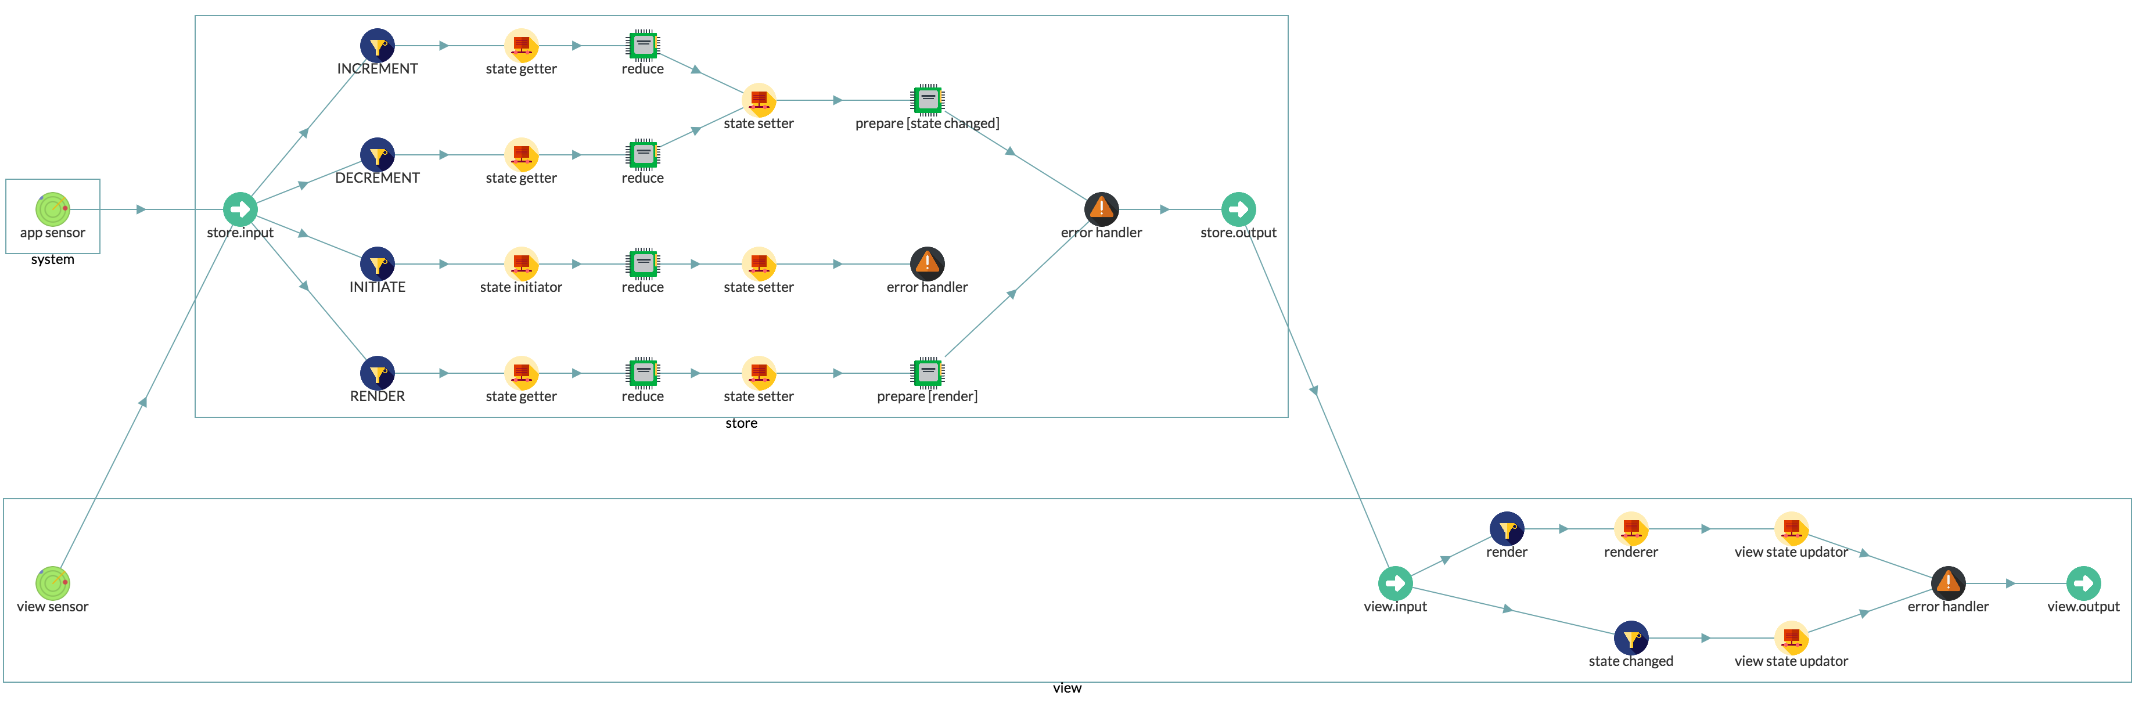 INCREMENT
state getter
reduce
state setter
prepare [state changed]
DECREMENT
state getter
reduce
app sensor
system
store.input
error handler
store.output
INITIATE
state initiator
reduce
state setter
error handler
RENDER
state getter
reduce
state setter
prepare [render]
store
render
renderer
view state updator
view sensor
view.input
error handler
view.output
state changed
view state updator
view